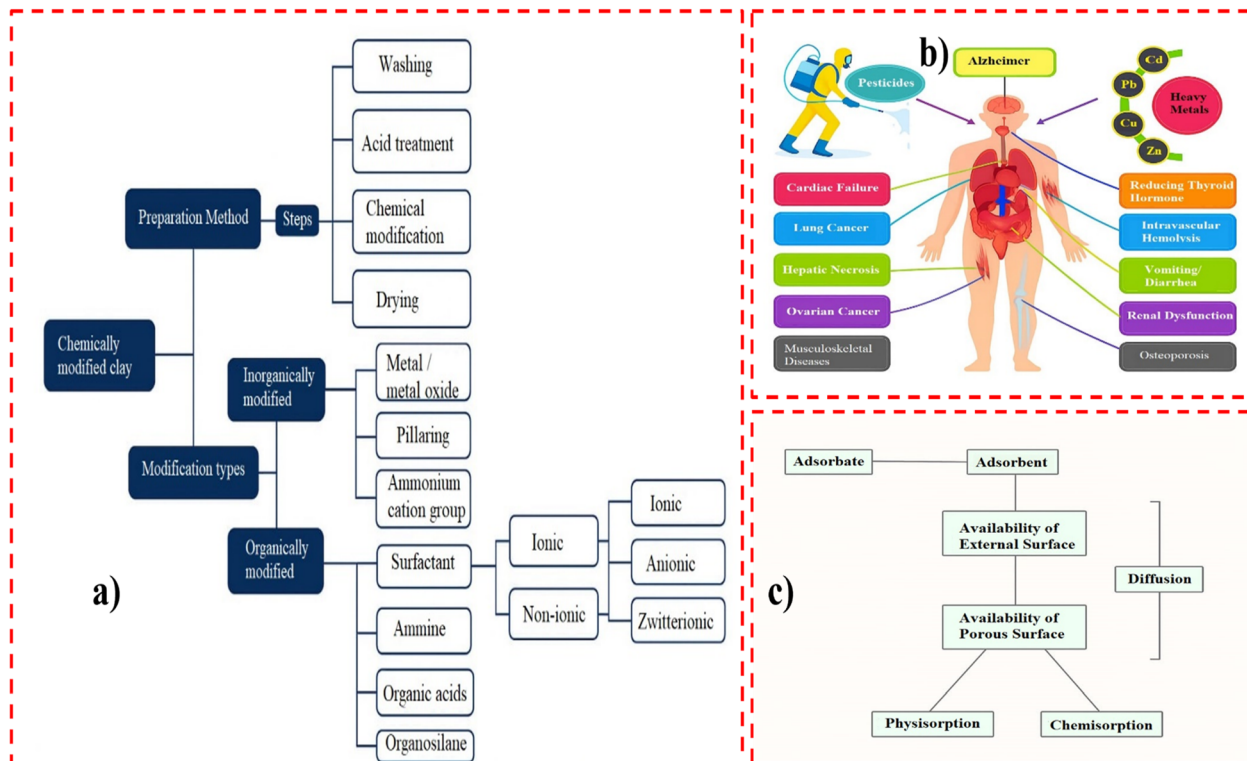 Washing
Acid treatment
Chemical
modification
Drying
Preparation Method
Steps
Chemically
modified clay
Modification types
Inorganically
modified
Metal /
metal oxide
Pillaring
Ammonium
cation group
Organically
modified
Surfactant
Ammine
Organic acids
Organosilane
Ionic
Non-ionic
Ionic
Anionic
Zwitterionic
a)
b)
Pesticides
Alzheimer
Cd
Pb
Cu
Zn
Heavy
Metals
Cardiac Failure
Lung Cancer
Hepatic Necrosis
Ovarian Cancer
Musculoskeletal
Diseases
Reducing Thyroid
Hormone
Intravascular
Hemolvsis
Vomiting/
Diarrhea
Renal Dysfunction
Osteoporosis
c)
Adsorbate
Adsorbent
Availability of
External Surface
Availability of
Porous Surface
Diffusion
Physisorption
Chemisorption